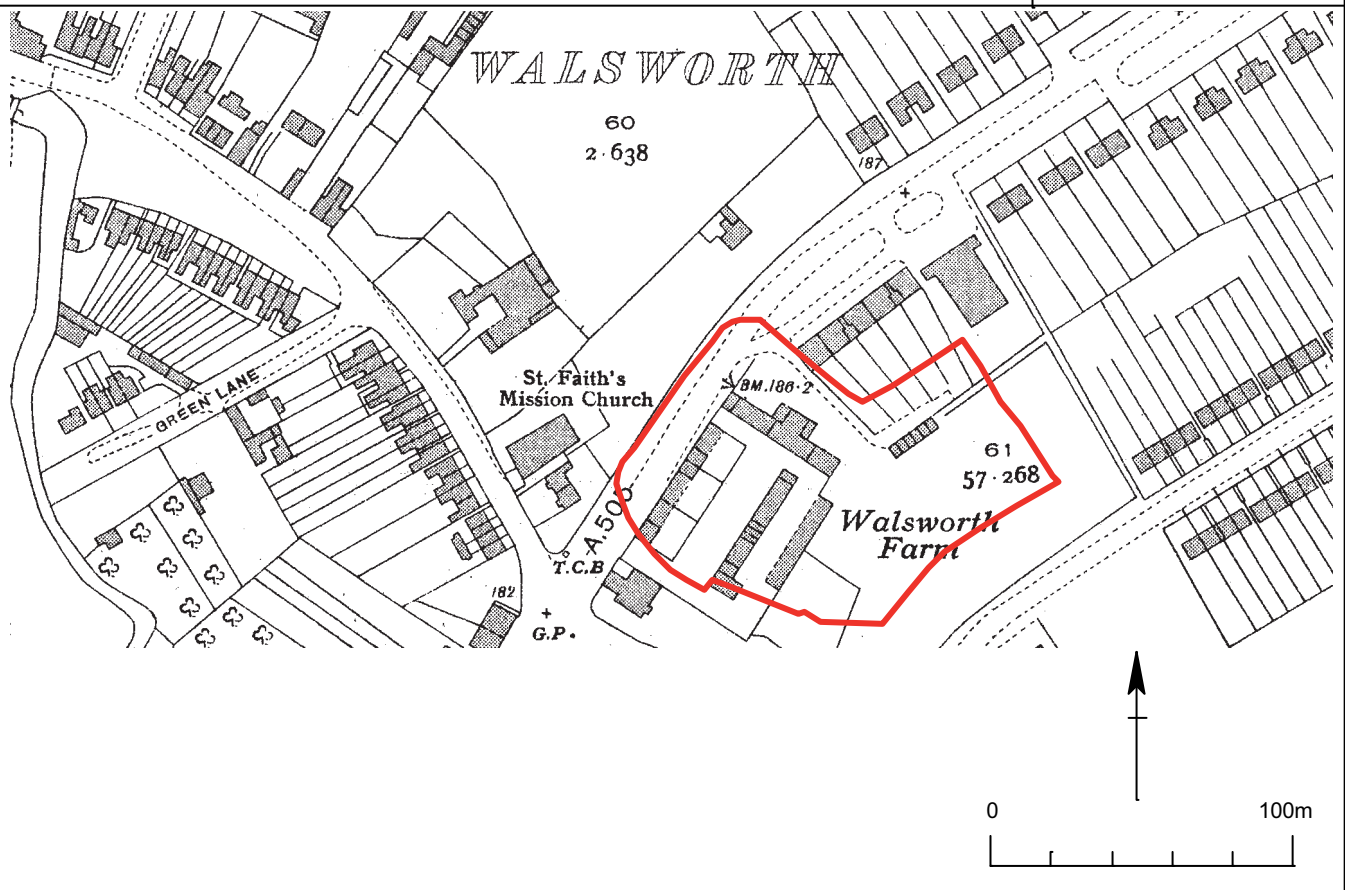 WALSWORTH
60
2·638
187
St. Faith's
Mission Church
BM.186·2
GREEN LANE
61
57·268
A.505
Walsworth
Farm
T.C.B
182
G.P.
0 100m